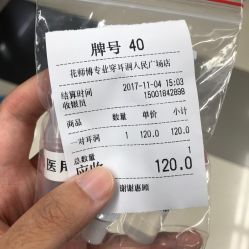 牌号 40
花师傅专业穿耳洞人民广场店
结算时间 2017-11-04 15:03
收银员 15001842898
商品 数量 单价 小计
一对耳洞 1 120.0 120.0
总数量 1
应收 120.0
谢谢惠顾
医用